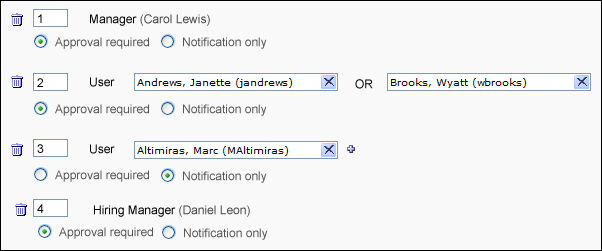 1 Manager (Carol Lewis)
Approval required Notification only
2 User Andrews, Janette (jandrews) OR Brooks, Wyatt (wbrooks)
Approval required Notification only
3 User Altimiras, Marc (MAltimiras)
Approval required Notification only
4 Hiring Manager (Daniel Leon)
Approval required Notification only